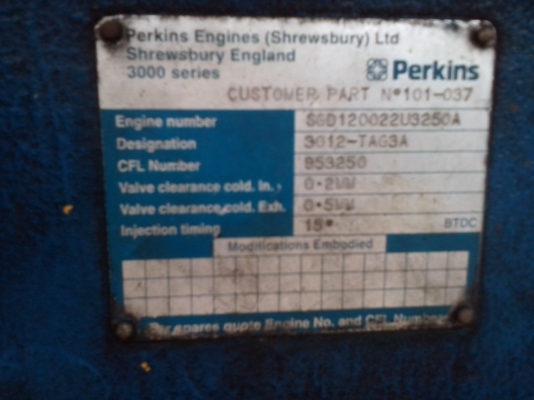 Perkins Engines (Shrewsbury) Ltd
Shrewsbury England
3000 series
Perkins
CUSTOMER PART Nº101-037
Engine number SGD120022U3250A
Designation 3012-TAG3A
CFL Number 953250
Valve clearance cold. In. 0·2MM
Valve clearance cold. Exh. 0·5MM
Injection timing 15° BTDC
Modifications Embodied
For spares quote Engine No. and CFL Number